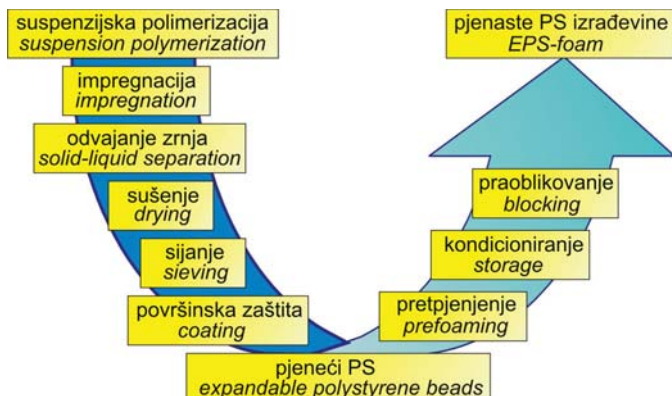 suspenzijska polimerizacija
suspension polymerization
impregnacija
impregnation
odvajanje zrnja
solid-liquid separation
sušenje
drying
sijanje
sieving
površinska zaštita
coating
pjeneći PS
expandable polystyrene beads
pretpjenjenje
prefoaming
kondicioniranje
storage
praoblikovanje
blocking
pjenaste PS izrađevine
EPS-foam